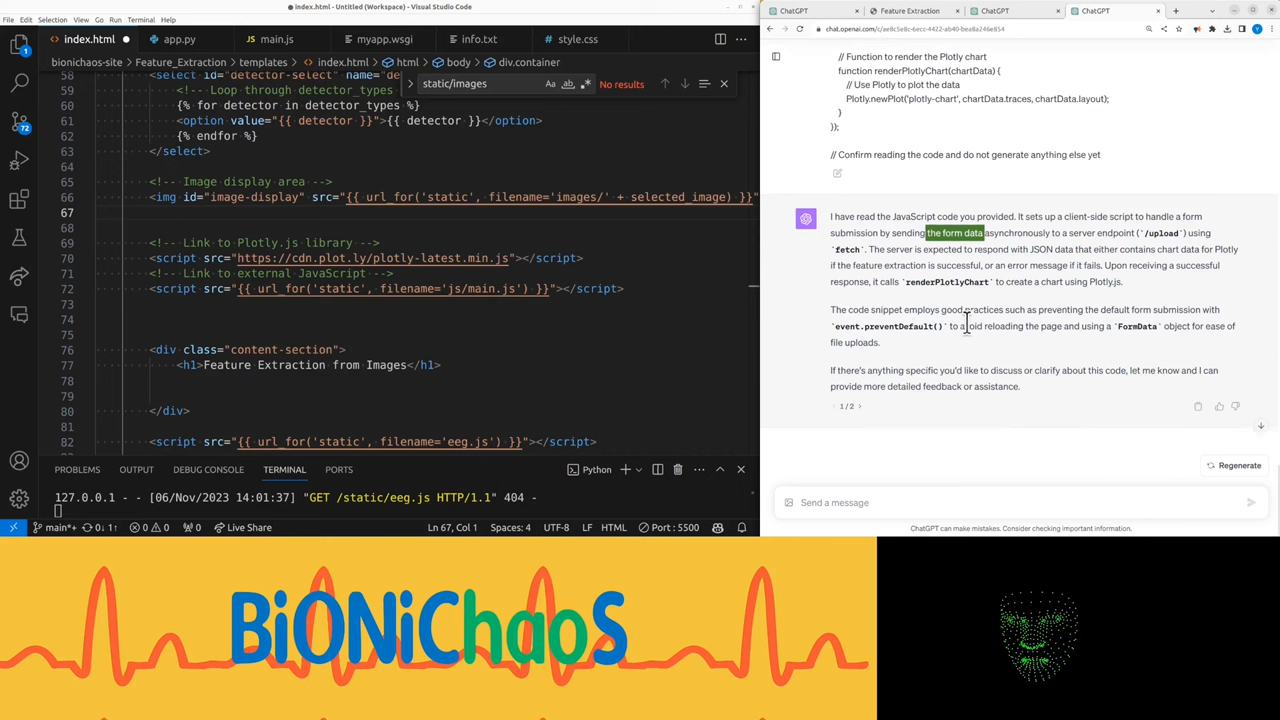 index.html - Untitled (Workspace) - Visual Studio Code
File Edit Selection View Go Run Terminal Help
index.html app.py main.js myapp.wsgi info.txt style.css
bionichaos-site > Feature_Extraction > templates > index.html > html > body > div.container
static/images Aa ab No results
58 <select id="detector-select" name="de
59 <!-- Loop through detector_types
60 {% for detector in detector_types %}
61 <option value="{{ detector }}">{{ detector }}</option>
62 {% endfor %}
63 </select>
64
65 <!-- Image display area -->
66 <img id="image-display" src="{{ url_for('static', filename='images/' + selected_image) }}"
67
68
69 <!-- Link to Plotly.js library -->
70 <script src="https://cdn.plot.ly/plotly-latest.min.js"></script>
71 <!-- Link to external JavaScript -->
72 <script src="{{ url_for('static', filename='js/main.js') }}"></script>
73
74
75
76 <div class="content-section">
77 <h1>Feature Extraction from Images</h1>
78
79
80 </div>
81
82 <script src="{{ url_for('static', filename='eeg.js') }}"></script>
72
PROBLEMS OUTPUT DEBUG CONSOLE TERMINAL PORTS
Python
127.0.0.1 - - [06/Nov/2023 14:01:37] "GET /static/eeg.js HTTP/1.1" 404 -
main*+ 0↓ 1↑ 0 0 0 Live Share Ln 67, Col 1 Spaces: 4 UTF-8 LF HTML Port : 5500
ChatGPT Feature Extraction ChatGPT ChatGPT
chat.openai.com/c/ae8c5e8c-6ecc-4422-ab40-bea8a246e854
// Function to render the Plotly chart
function renderPlotlyChart(chartData) {
// Use Plotly to plot the data
Plotly.newPlot('plotly-chart', chartData.traces, chartData.layout);
}
});
// Confirm reading the code and do not generate anything else yet
I have read the JavaScript code you provided. It sets up a client-side script to handle a form
submission by sending the form data asynchronously to a server endpoint (`/upload`) using
`fetch`. The server is expected to respond with JSON data that either contains chart data for Plotly
if the feature extraction is successful, or an error message if it fails. Upon receiving a successful
response, it calls `renderPlotlyChart` to create a chart using Plotly.js.
The code snippet employs good practices such as preventing the default form submission with
`event.preventDefault()` to avoid reloading the page and using a `FormData` object for ease of
file uploads.
If there's anything specific you'd like to discuss or clarify about this code, let me know and I can
provide more detailed feedback or assistance.
1/2
Regenerate
Send a message
ChatGPT can make mistakes. Consider checking important information.
BiONiChaoS